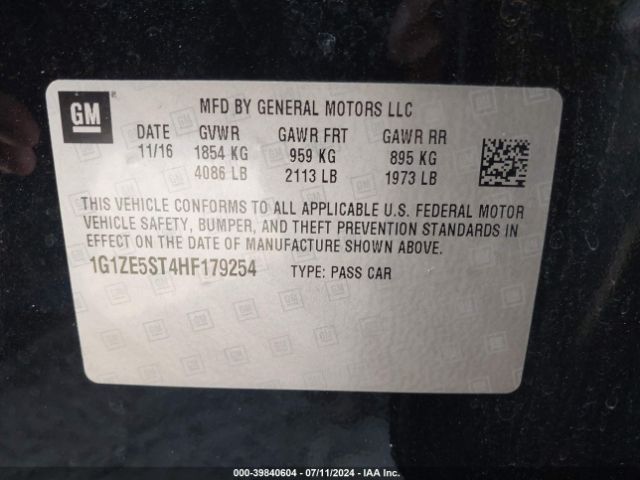 GM
MFD BY GENERAL MOTORS LLC
DATE GVWR GAWR FRT GAWR RR
11/16 1854 KG 959 KG 895 KG
4086 LB 2113 LB 1973 LB
THIS VEHICLE CONFORMS TO ALL APPLICABLE U.S. FEDERAL MOTOR
VEHICLE SAFETY, BUMPER, AND THEFT PREVENTION STANDARDS IN
EFFECT ON THE DATE OF MANUFACTURE SHOWN ABOVE.
1G1ZE5ST4HF179254 TYPE: PASS CAR
000-39840604 - 07/11/2024 - IAA Inc.